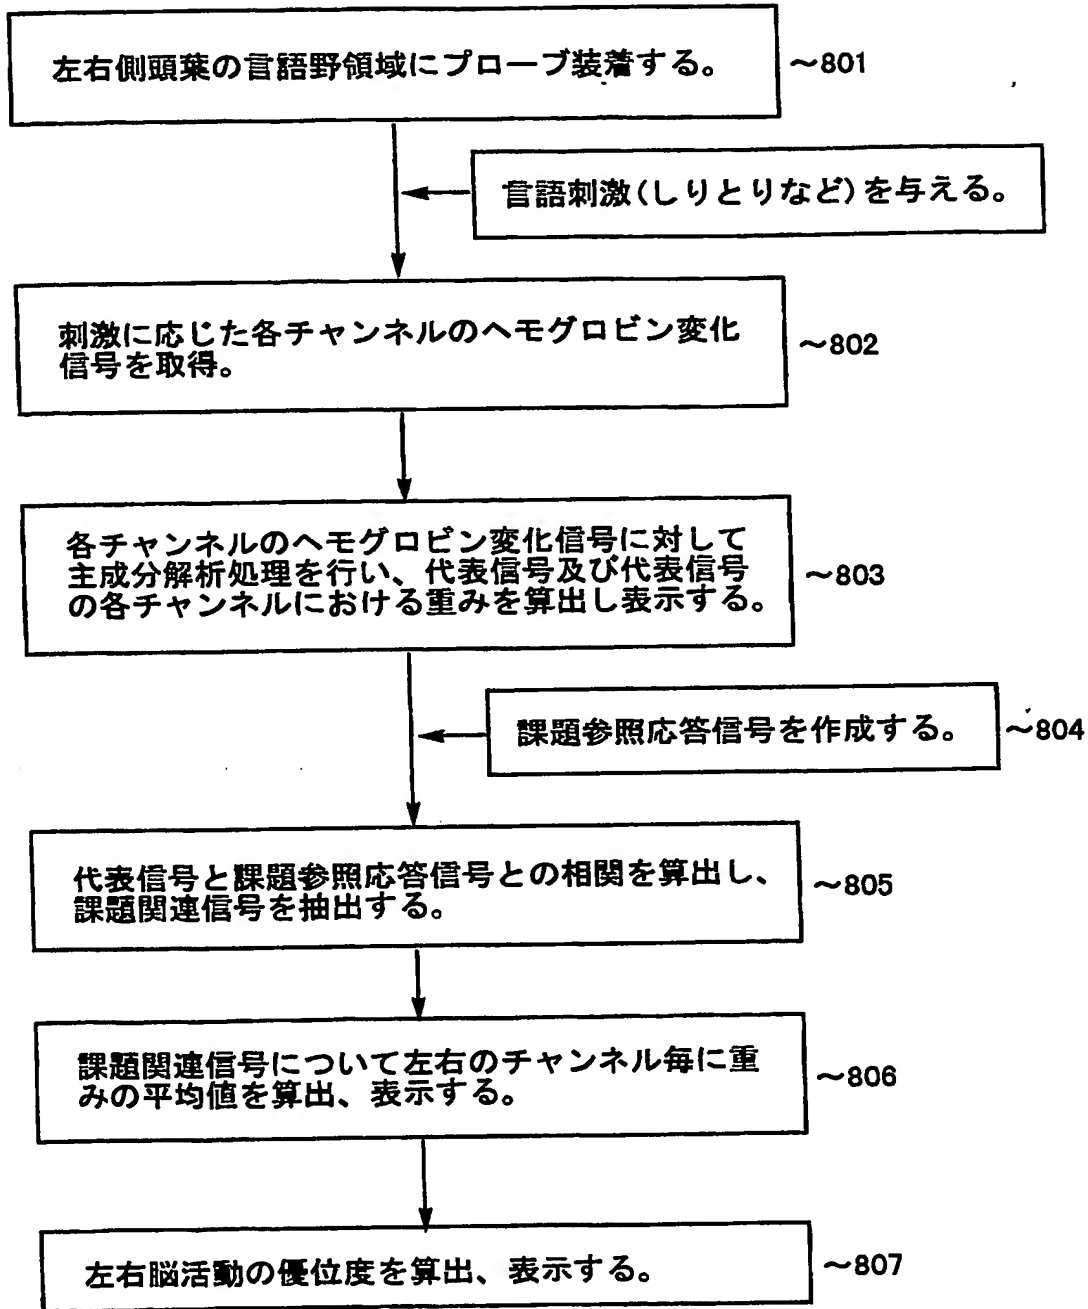 左右側頭葉の言語野領域にプローブ装着する。 ～801
言語刺激(しりとりなど)を与える。
刺激に応じた各チャンネルのヘモグロビン変化
信号を取得。 ～802
各チャンネルのヘモグロビン変化信号に対して
主成分解析処理を行い、代表信号及び代表信号
の各チャンネルにおける重みを算出し表示する。 ～803
課題参照応答信号を作成する。 ～804
代表信号と課題参照応答信号との相関を算出し、
課題関連信号を抽出する。 ～805
課題関連信号について左右のチャンネル毎に重
みの平均値を算出、表示する。 ～806
左右脳活動の優位度を算出、表示する。 ～807